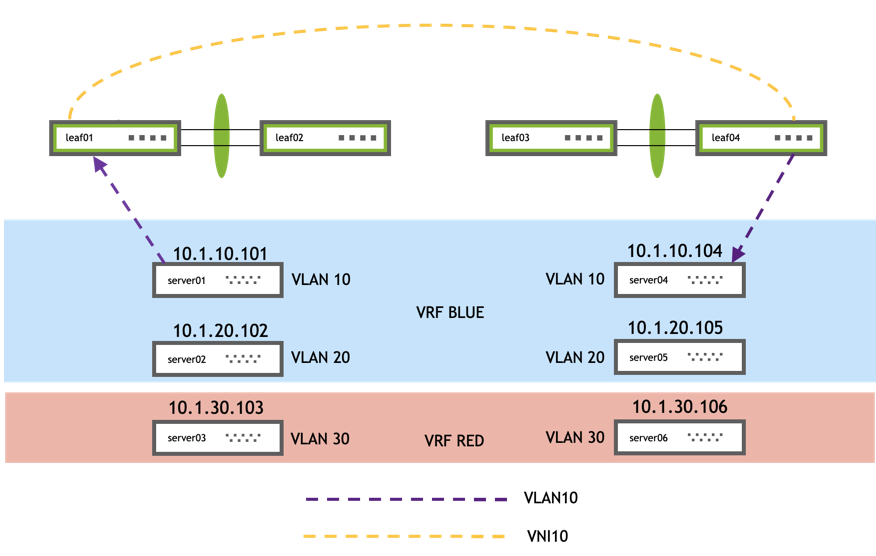 leaf01
leaf02
leaf03
leaf04
10.1.10.101
10.1.10.104
server01
VLAN 10
VLAN 10
server04
VRF BLUE
10.1.20.102
10.1.20.105
server02
VLAN 20
VLAN 20
server05
10.1.30.103
10.1.30.106
server03
VLAN 30
VRF RED
VLAN 30
server06
VLAN10
VNI10